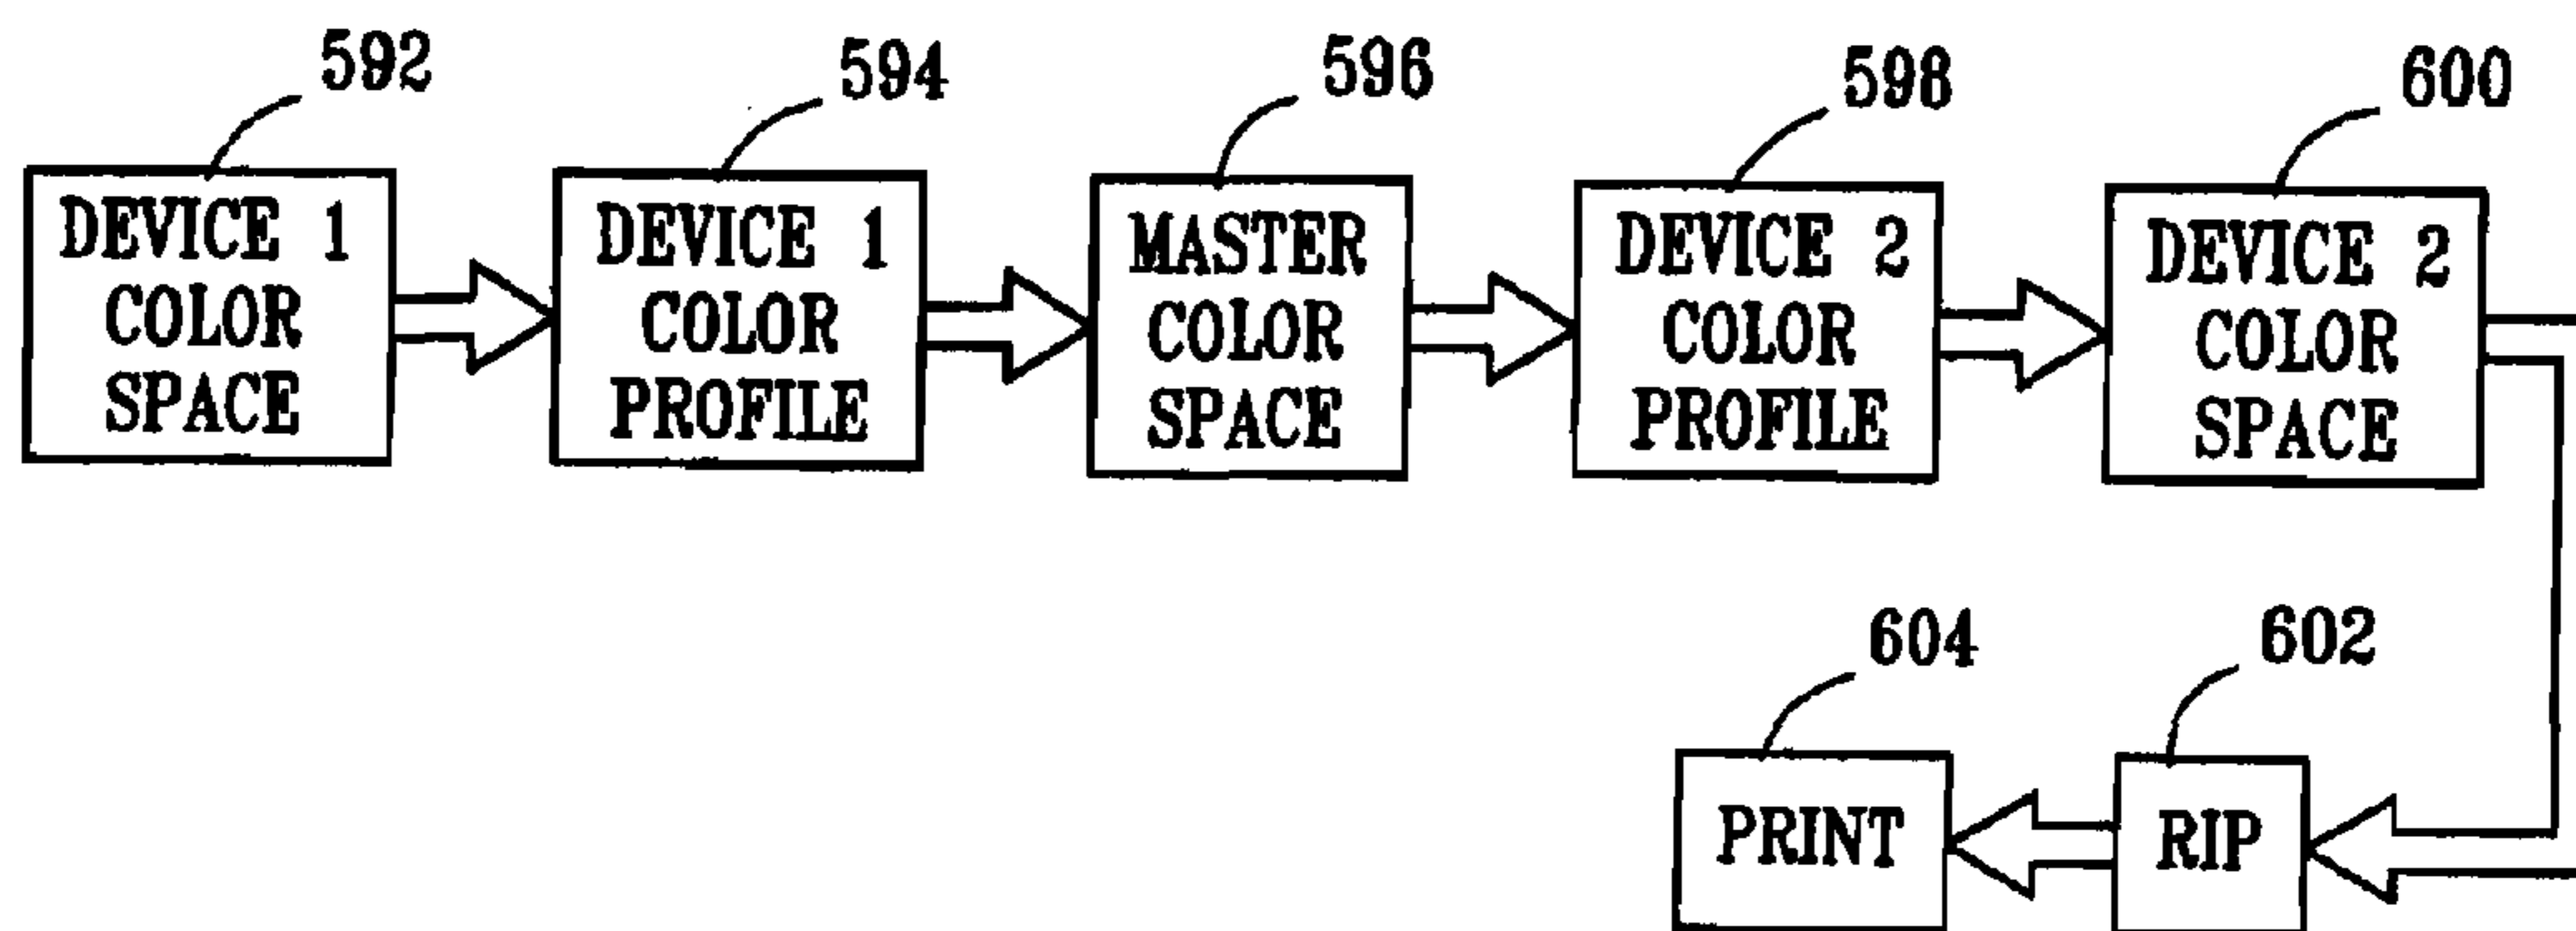 592
594
596
598
600
DEVICE 1
COLOR
SPACE
DEVICE 1
COLOR
PROFILE
MASTER
COLOR
SPACE
DEVICE 2
COLOR
PROFILE
DEVICE 2
COLOR
SPACE
604
602
PRINT
RIP